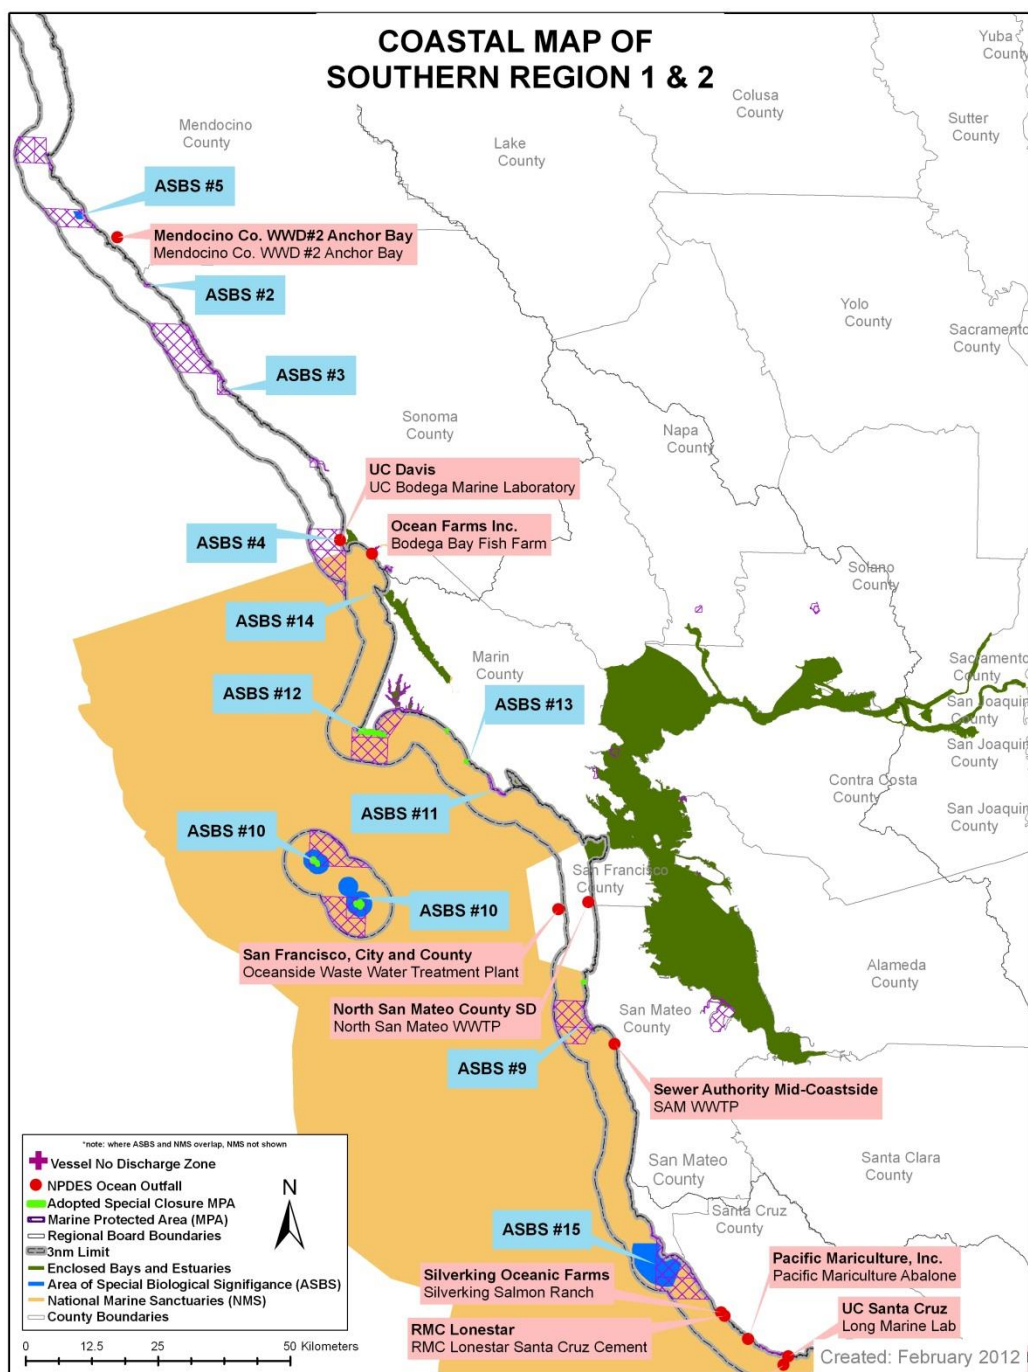 COASTAL MAP OF
SOUTHERN REGION 1 & 2
Yuba
County
Colusa
County
Sutter
County
Mendocino
County
Lake
County
ASBS #5
Mendocino Co. WWD#2 Anchor Bay
Mendocino Co. WWD #2 Anchor Bay
ASBS #2
Yolo
County
Sacramento
County
ASBS #3
Sonoma
County
Napa
County
UC Davis
UC Bodega Marine Laboratory
Ocean Farms Inc.
Bodega Bay Fish Farm
ASBS #4
Solano
County
ASBS #14
Marin
County
Sacramento
County
ASBS #12
ASBS #13
San Joaquin
County
San Joaquin
County
Contra Costa
County
ASBS #11
San Joaquin
County
ASBS #10
San Francisco
County
ASBS #10
San Francisco, City and County
Oceanside Waste Water Treatment Plant
Alameda
County
North San Mateo County SD
North San Mateo WWTP
San Mateo
County
ASBS #9
Sewer Authority Mid-Coastside
SAM WWTP
San Mateo
County
Santa Clara
County
Santa Cruz
County
ASBS #15
Pacific Mariculture, Inc.
Pacific Mariculture Abalone
Silverking Oceanic Farms
Silverking Salmon Ranch
UC Santa Cruz
Long Marine Lab
RMC Lonestar
RMC Lonestar Santa Cruz Cement
*note: where ASBS and NMS overlap, NMS not shown
Vessel No Discharge Zone
NPDES Ocean Outfall
Adopted Special Closure MPA
Marine Protected Area (MPA)
Regional Board Boundaries
3nm Limit
Enclosed Bays and Estuaries
Area of Special Biological Signifigance (ASBS)
National Marine Sanctuaries (NMS)
County Boundaries
N
0 12.5 25 50 Kilometers
Created: February 2012